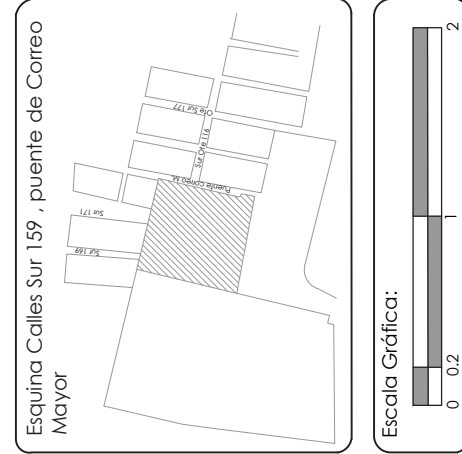 Esquina Calles Sur 159 , puente de Correo
Mayor
Sur 169
Sur 171
Puente correo M.
Sur Ote 116
Ote Sur 177
Escala Gráfica:
0 0.2 1 2